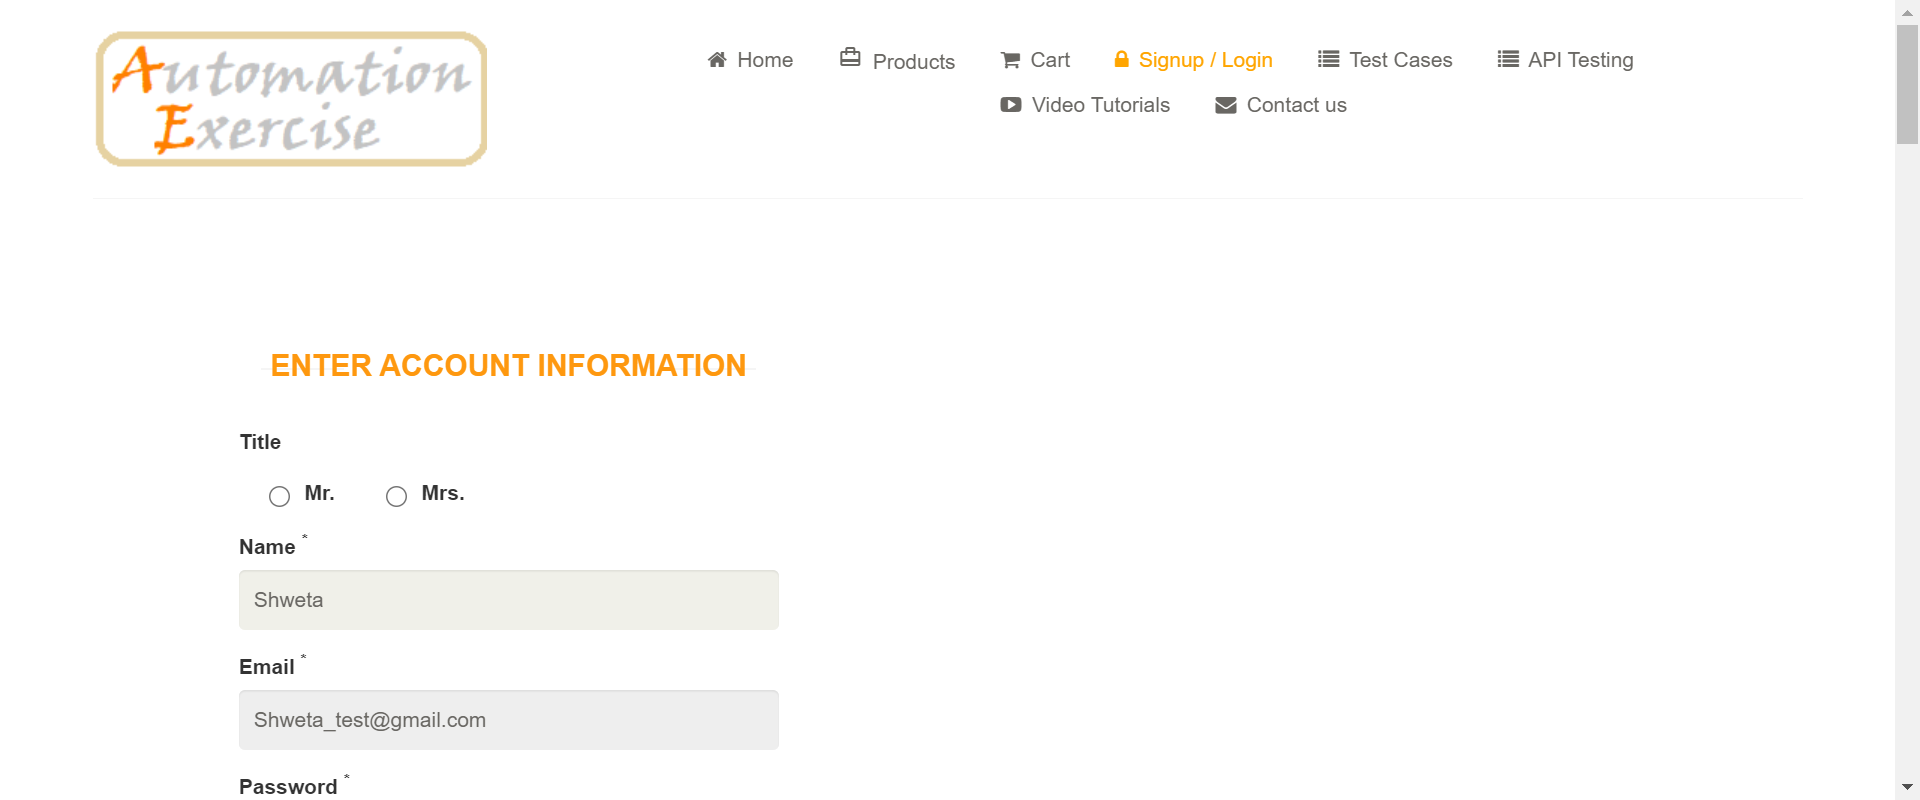 Automation
Exercise
Home
Products
Cart
Signup / Login
Test Cases
API Testing
Video Tutorials
Contact us
ENTER ACCOUNT INFORMATION
Title
Mr.
Mrs.
Name *
Shweta
Email *
Shweta_test@gmail.com
Password *